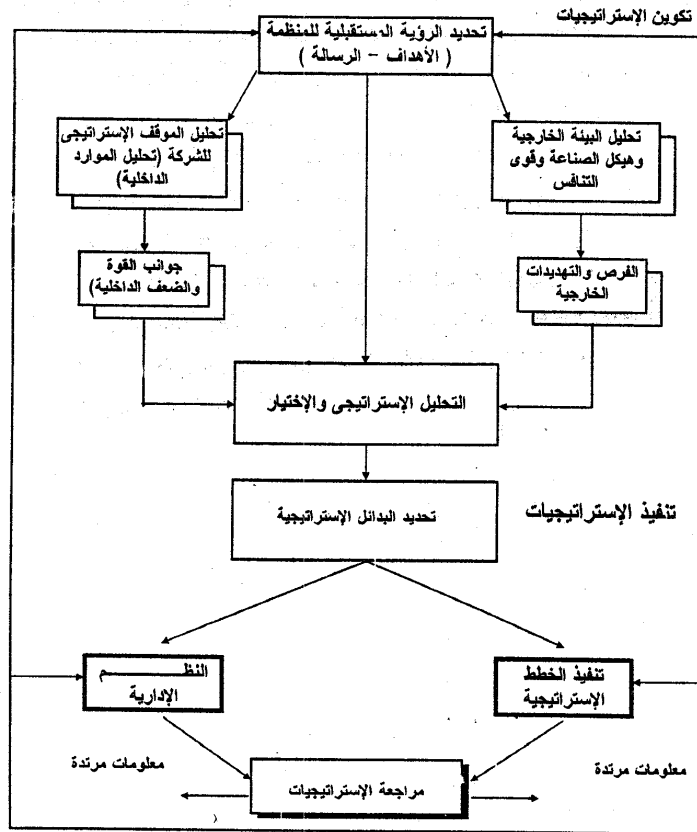 تكوين الإستراتيجيات
تحديد الرؤية المستقبلية للمنظمة
( الأهداف – الرسالة )
تحليل البيئة الخارجية
وهيكل الصناعة وقوى
التنافس
تحليل الموقف الإستراتيجى
للشركة (تحليل الموارد
الداخلية)
الفرص والتهديدات
الخارجية
جوانب القوة
والضعف الداخلية)
التحليل الإستراتيجى والإختيار
تنفيذ الإستراتيجيات
تحديد البدائل الإستراتيجية
تنفيذ الخطط
الإستراتيجية
النظـــــــــم
الإدارية
معلومات مرتدة
معلومات مرتدة
مراجعة الإستراتيجيات